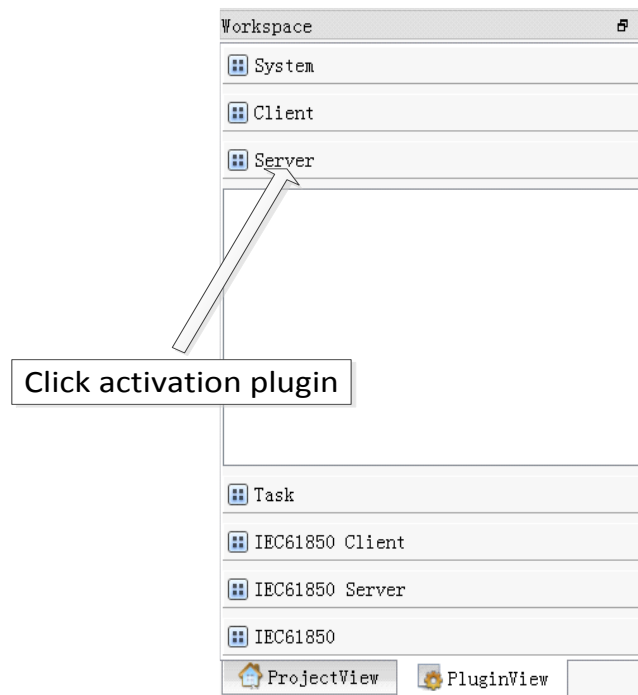 Workspace
System
Client
Server
Click activation plugin
Task
IEC61850 Client
IEC61850 Server
IEC61850
ProjectView PluginView